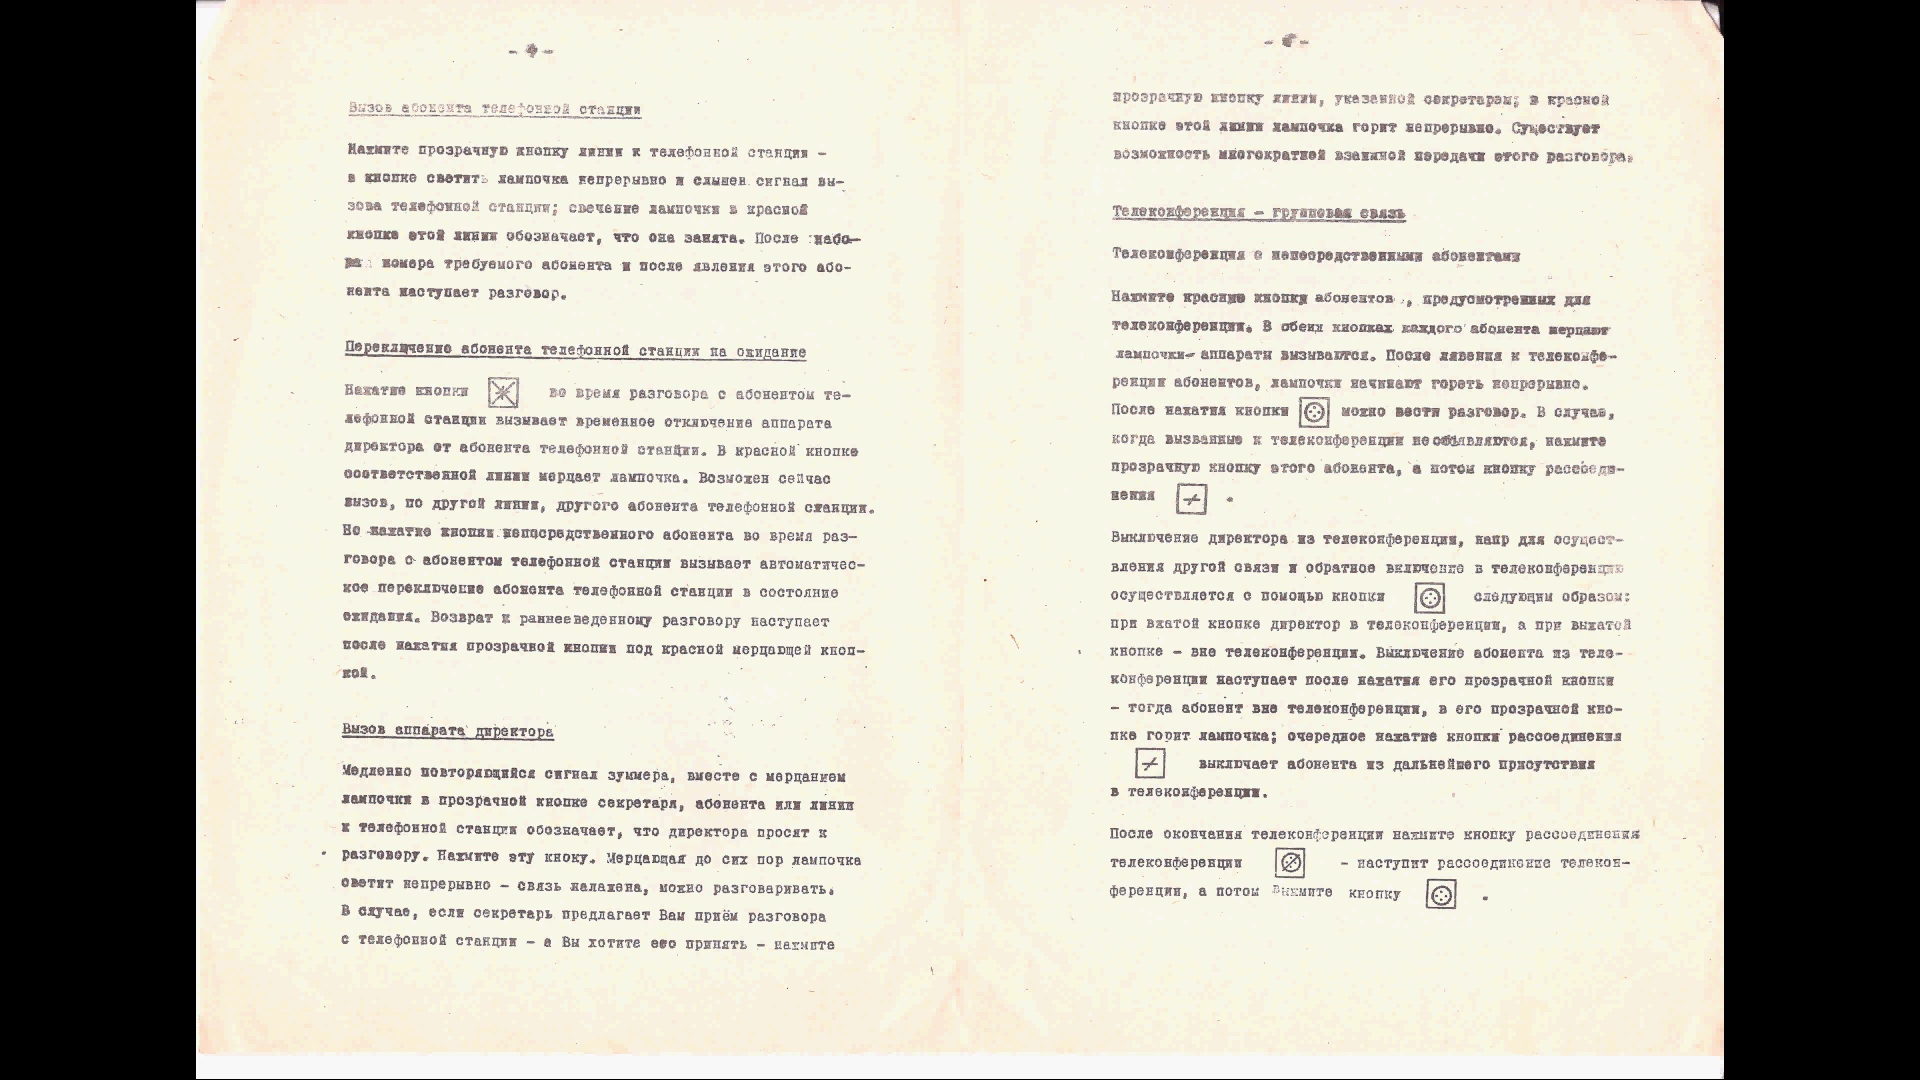 Вызов абонента телефонной станции
Нажмите прозрачную кнопку линии к телефонной станции -
в кнопке светить лампочка непрерывно и слышен сигнал вы-
зова телефонной станции; свечение лампочки в красной
кнопке этой линии обозначает, что она занята. После набо-
ра номера требуемого абонента и после явления этого або-
нента наступает разговор.
Переключение абонента телефонной станции на ожидание
Нажатие кнопки во время разговора с абонентом те-
лефонной станции вызывает временное отключение аппарата
директора от абонента телефонной станции. В красной кнопке
соответственной линии мерцает лампочка. Возможен сейчас
вызов, по другой линии, другого абонента телефонной станции.
Но нажатие кнопки непосредственного абонента во время раз-
говора с абонентом телефонной станции вызывает автоматичес-
кое переключение абонента телефонной станции в состояние
ожидания. Возврат к раннееведенному разговору наступает
после нажатия прозрачной кнопки под красной мерцающей кноп-
кой.
Вызов аппарата директора
Медленно повторяющийся сигнал зуммера, вместе с мерцанием
лампочки в прозрачной кнопке секретаря, абонента или линии
к телефонной станции обозначает, что директора просят к
разговору. Нажмите эту кноку. Мерцающая до сих пор лампочка
светит непрерывно - связь лалажена, можно разговаривать.
В случае, если секретарь предлагает Вам приём разговора
с телефонной станции - а Вы хотите его принять - нажмите
прозрачную кнопку линии, указанной секретарем; в красной
кнопке этой линии лампочка горит непрерывно. Существует
возможность многократней взаимной передачи этого разговора.
Телеконференция - групповая связь
Телеконференция с непосредственными абонентами
Нажмите красные кнопки абонентов, предусмотренных для
телеконференции. В обеих кнопках каждого абонента мерцают
лампочки- аппараты вызываются. После лявения к телеконфе-
ренции абонентов, лампочки начинают гореть непрерывно.
После нажатия кнопки можно вести разговор. В случае,
когда вызванные к телеконференции не объявляются, нажмите
прозрачную кнопку этого абонента, а потом кнопку рассоеди-
нения .
Выключение директора из телеконференции, напр для осущест-
вления другой связи и обратное включение в телеконференцию
осуществляется с помощью кнопки следующим образом:
при вжатой кнопке директор в телеконференции, а при выжатой
кнопке - вне телеконференции. Выключение абонента из теле-
конференции наступает после нажатия его прозрачной кнопки
- тогда абонент вне телеконференции, в его прозрачной кно-
пке горит лампочка; очередное нажатие кнопки рассоединения
выключает абонента из дальнейшего присутствия
в телеконференции.
После окончания телеконференции нажмите кнопку рассоединения
телеконференции - наступит рассоединение телекон-
ференции, а потом выжмите кнопку .